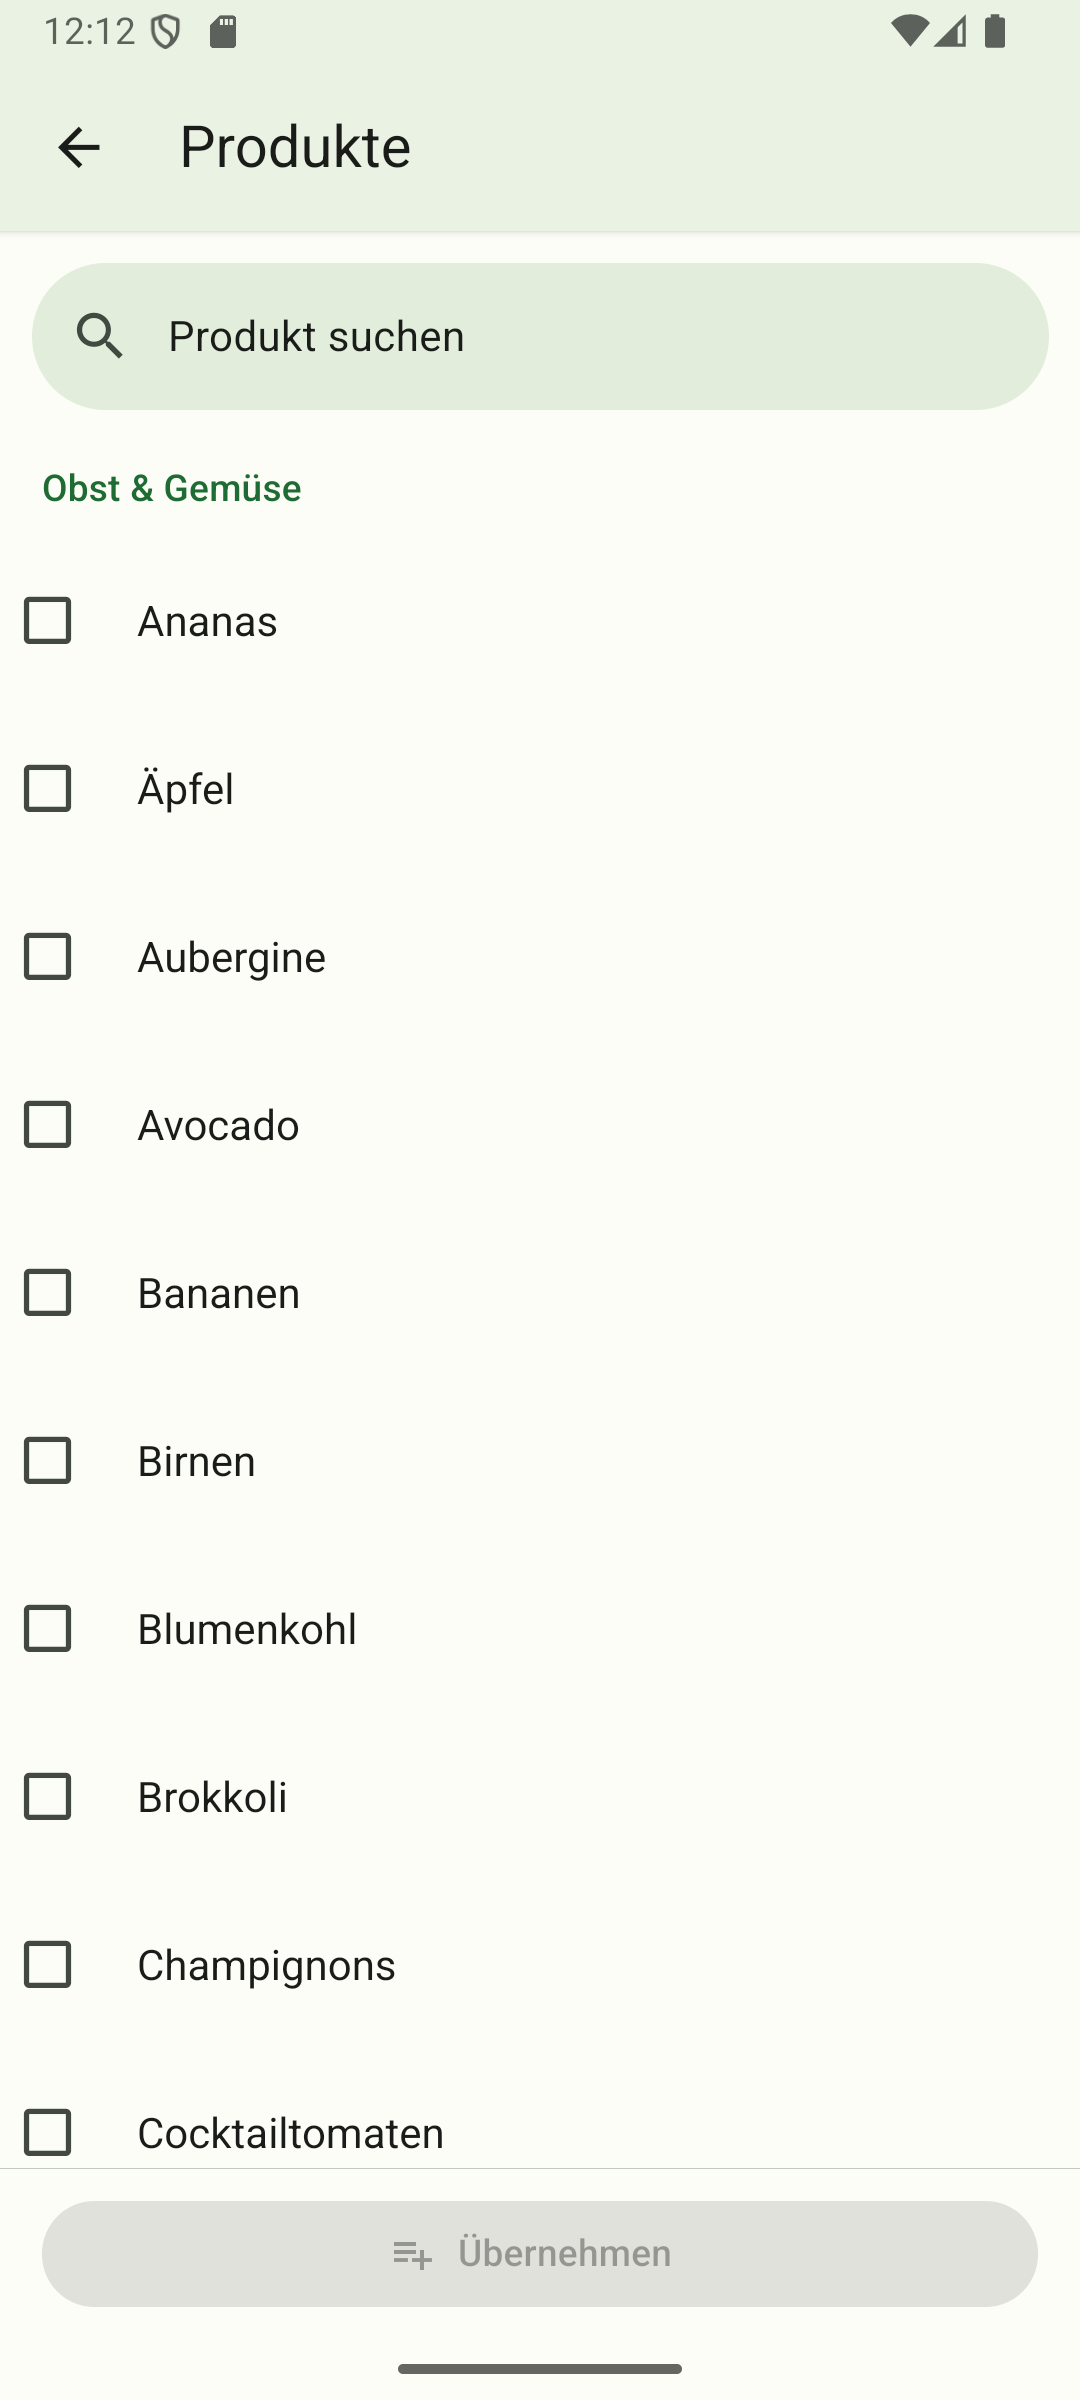 12:12
Produkte
Produkt suchen
Obst & Gemüse
Ananas
Äpfel
Aubergine
Avocado
Bananen
Birnen
Blumenkohl
Brokkoli
Champignons
Cocktailtomaten
Übernehmen